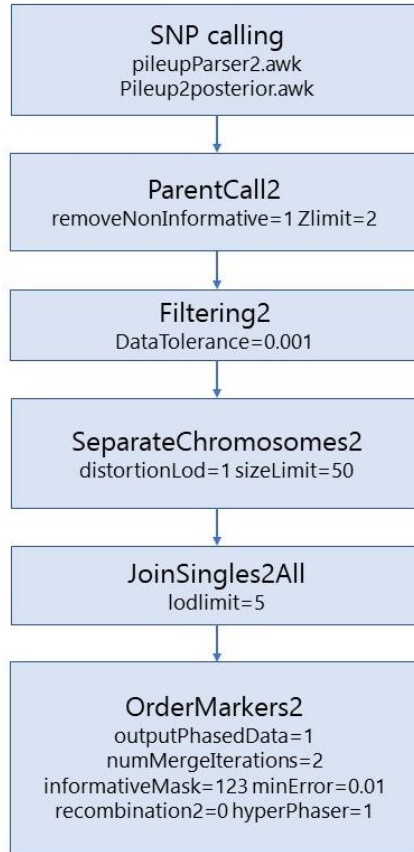 SNP calling
pileupParser2.awk
Pileup2posterior.awk
ParentCall2
removeNonInformative=1 Zlimit=2
Filtering2
DataTolerance=0.001
SeparateChromosomes2
distortionLod=1 sizeLimit=50
JoinSingles2All
lodlimit=5
OrderMarkers2
outputPhasedData=1
numMergeIterations=2
informativeMask=123 minError=0.01
recombination2=0 hyperPhaser=1